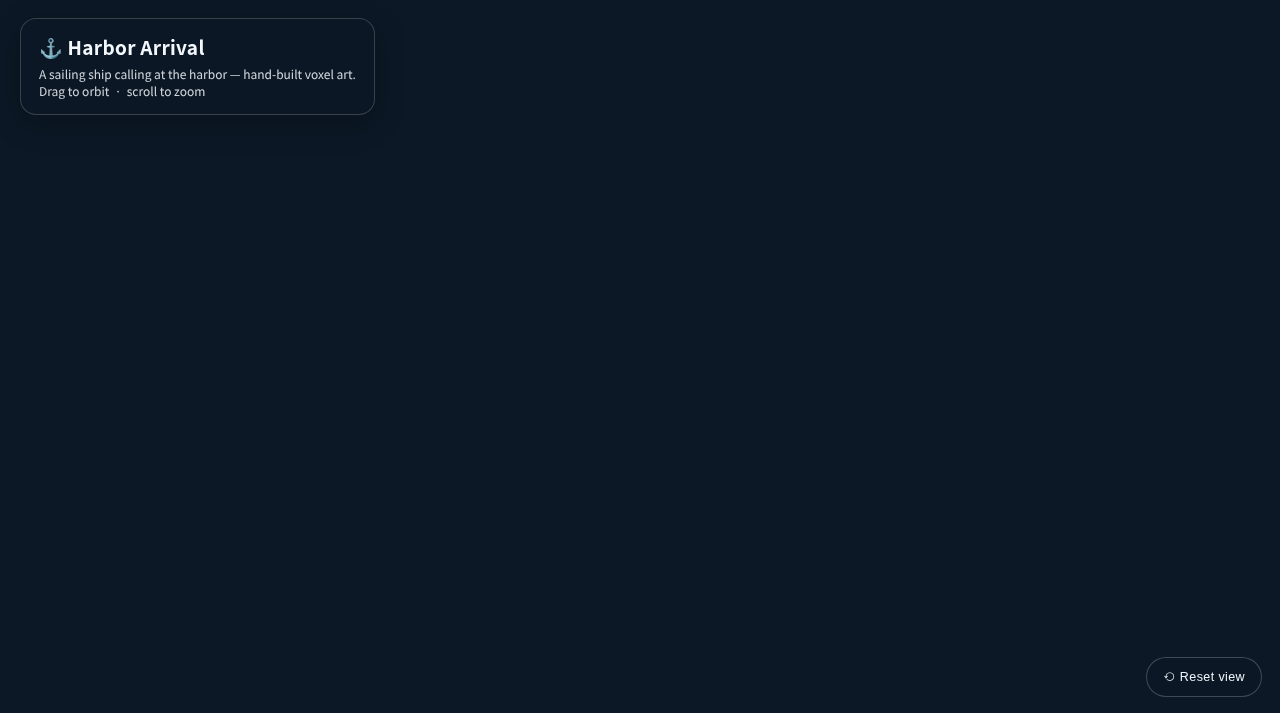 ⚓ Harbor Arrival
A sailing ship calling at the harbor — hand-built voxel art.
Drag to orbit · scroll to zoom
⟲ Reset view